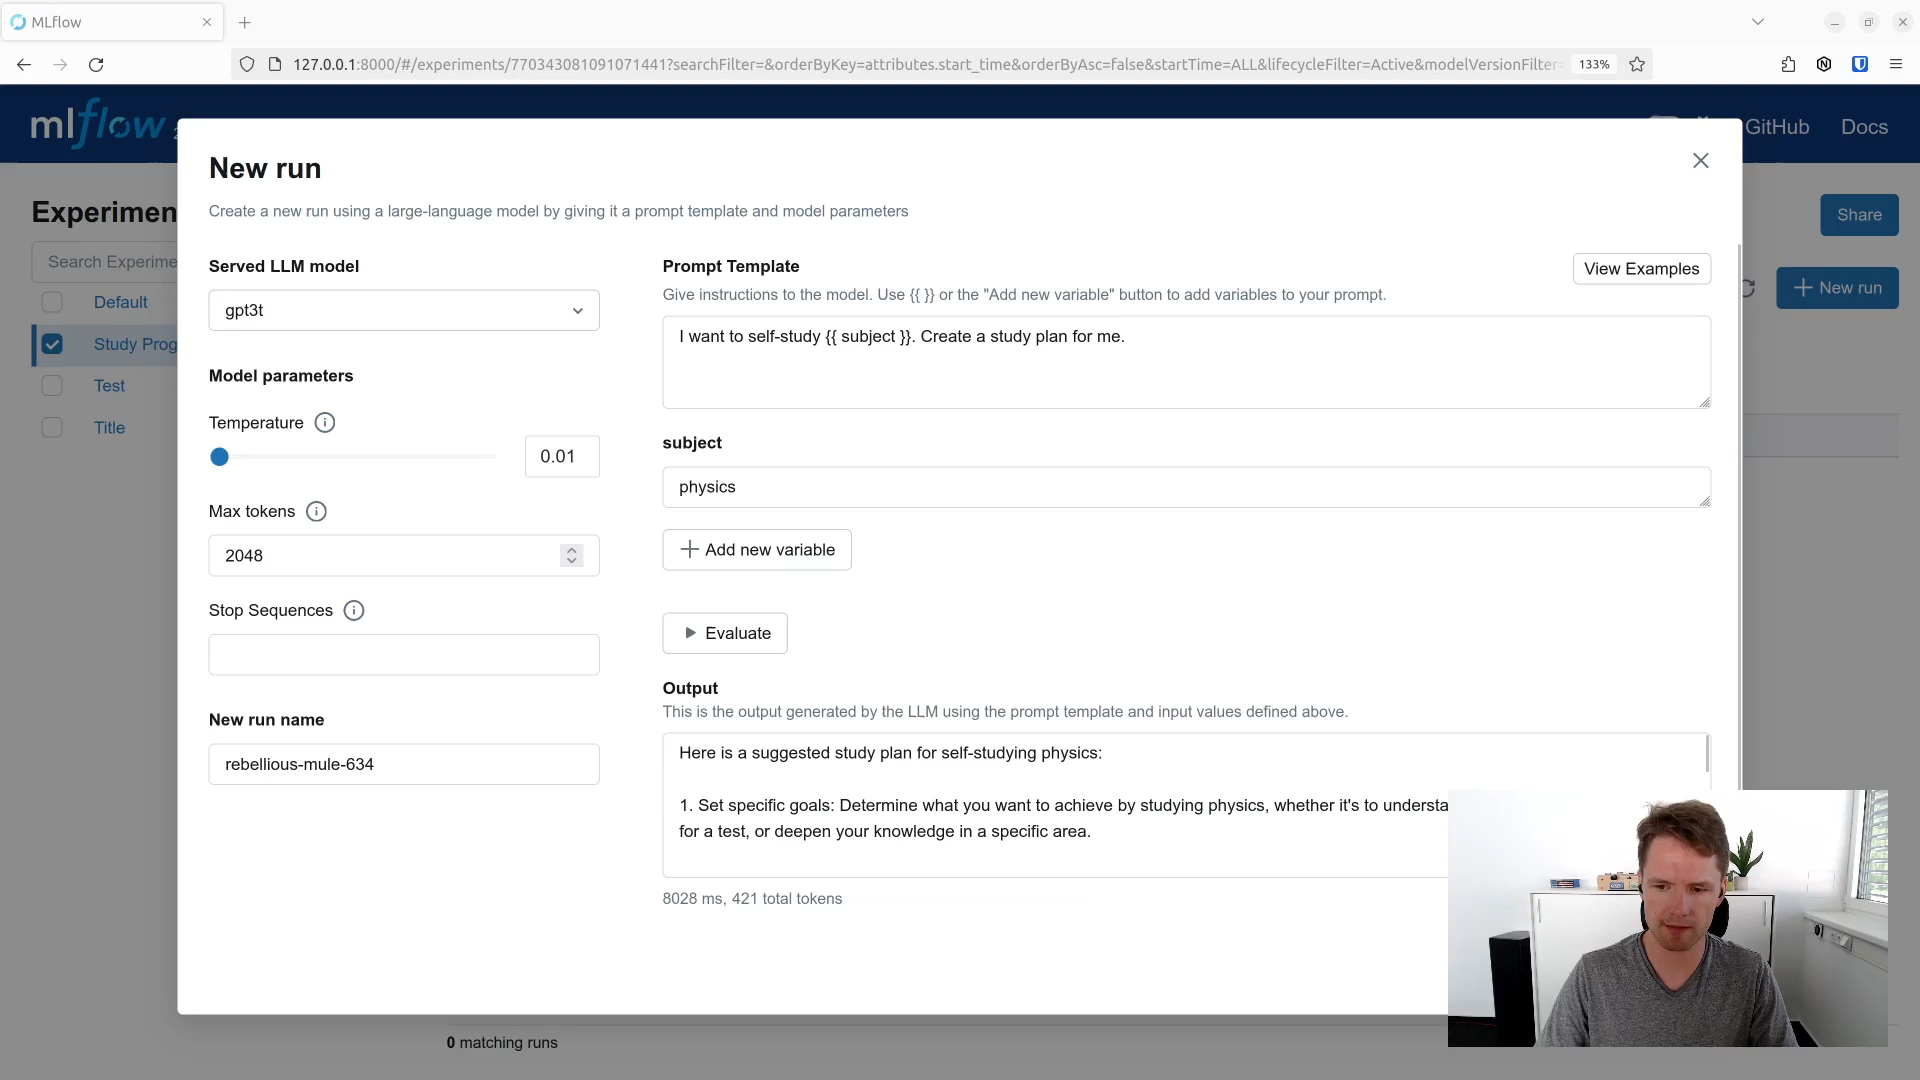 MLflow
127.0.0.1:8000/#/experiments/770343081091071441?searchFilter=&orderByKey=attributes.start_time&orderByAsc=false&startTime=ALL&lifecycleFilter=Active&modelVersionFilter=
133%
mlflow
GitHub
Docs
Experimen
Share
Search Experime
New run
Default
Study Prog
Test
Title
New run
Create a new run using a large-language model by giving it a prompt template and model parameters
Served LLM model
gpt3t
Model parameters
Temperature
0.01
Max tokens
2048
Stop Sequences
New run name
rebellious-mule-634
Prompt Template
View Examples
Give instructions to the model. Use {{ }} or the "Add new variable" button to add variables to your prompt.
I want to self-study {{ subject }}. Create a study plan for me.
subject
physics
Add new variable
Evaluate
Output
This is the output generated by the LLM using the prompt template and input values defined above.
Here is a suggested study plan for self-studying physics:
1. Set specific goals: Determine what you want to achieve by studying physics, whether it's to understa
for a test, or deepen your knowledge in a specific area.
8028 ms, 421 total tokens
0 matching runs